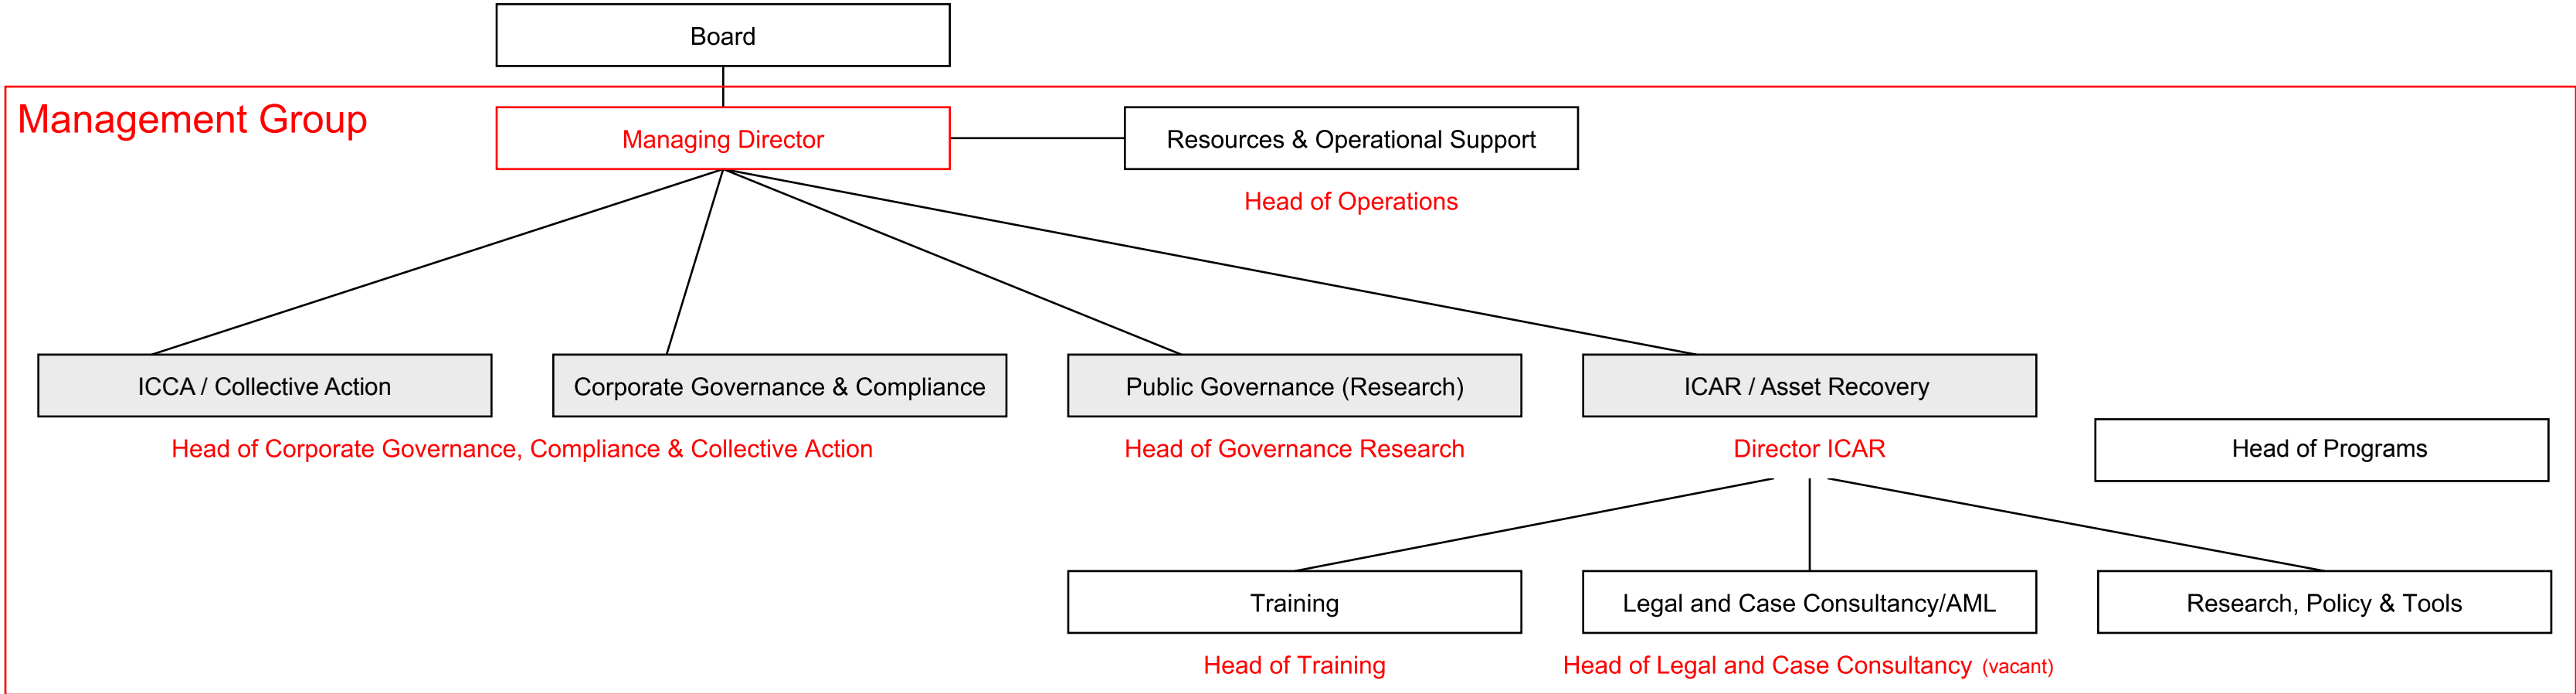 Board
Management Group
Managing Director
Resources & Operational Support
Head of Operations
ICCA / Collective Action
Corporate Governance & Compliance
Public Governance (Research)
ICAR / Asset Recovery
Head of Corporate Governance, Compliance & Collective Action
Head of Governance Research
Director ICAR
Head of Programs
Training
Legal and Case Consultancy/AML
Research, Policy & Tools
Head of Training
Head of Legal and Case Consultancy (vacant)